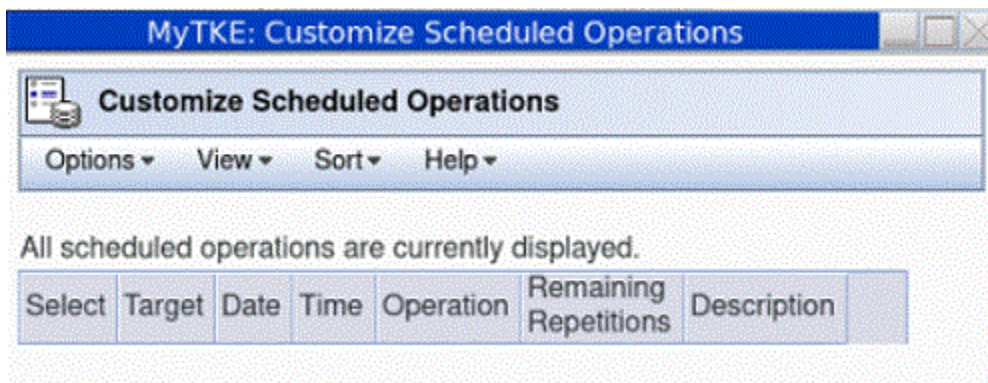 MyTKE: Customize Scheduled Operations
Customize Scheduled Operations
Options View Sort Help
All scheduled operations are currently displayed.
Select Target Date Time Operation Remaining Repetitions Description